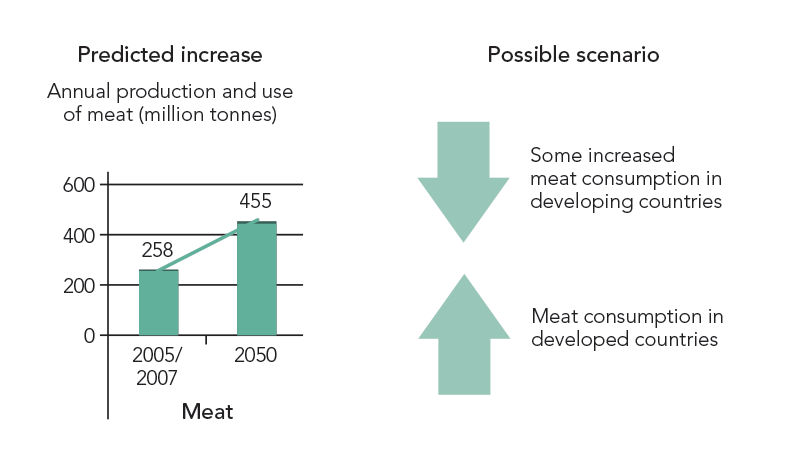 Predicted increase
Annual production and use
of meat (million tonnes)
600
400
200
0
258
455
2005/
2007
2050
Meat
Possible scenario
Some increased
meat consumption in
developing countries
Meat consumption in
developed countries